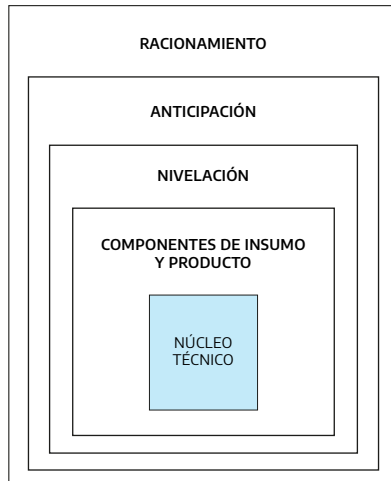 RACIONAMIENTO
ANTICIPACIÓN
NIVELACIÓN
COMPONENTES DE INSUMO
Y PRODUCTO
NÚCLEO
TÉCNICO